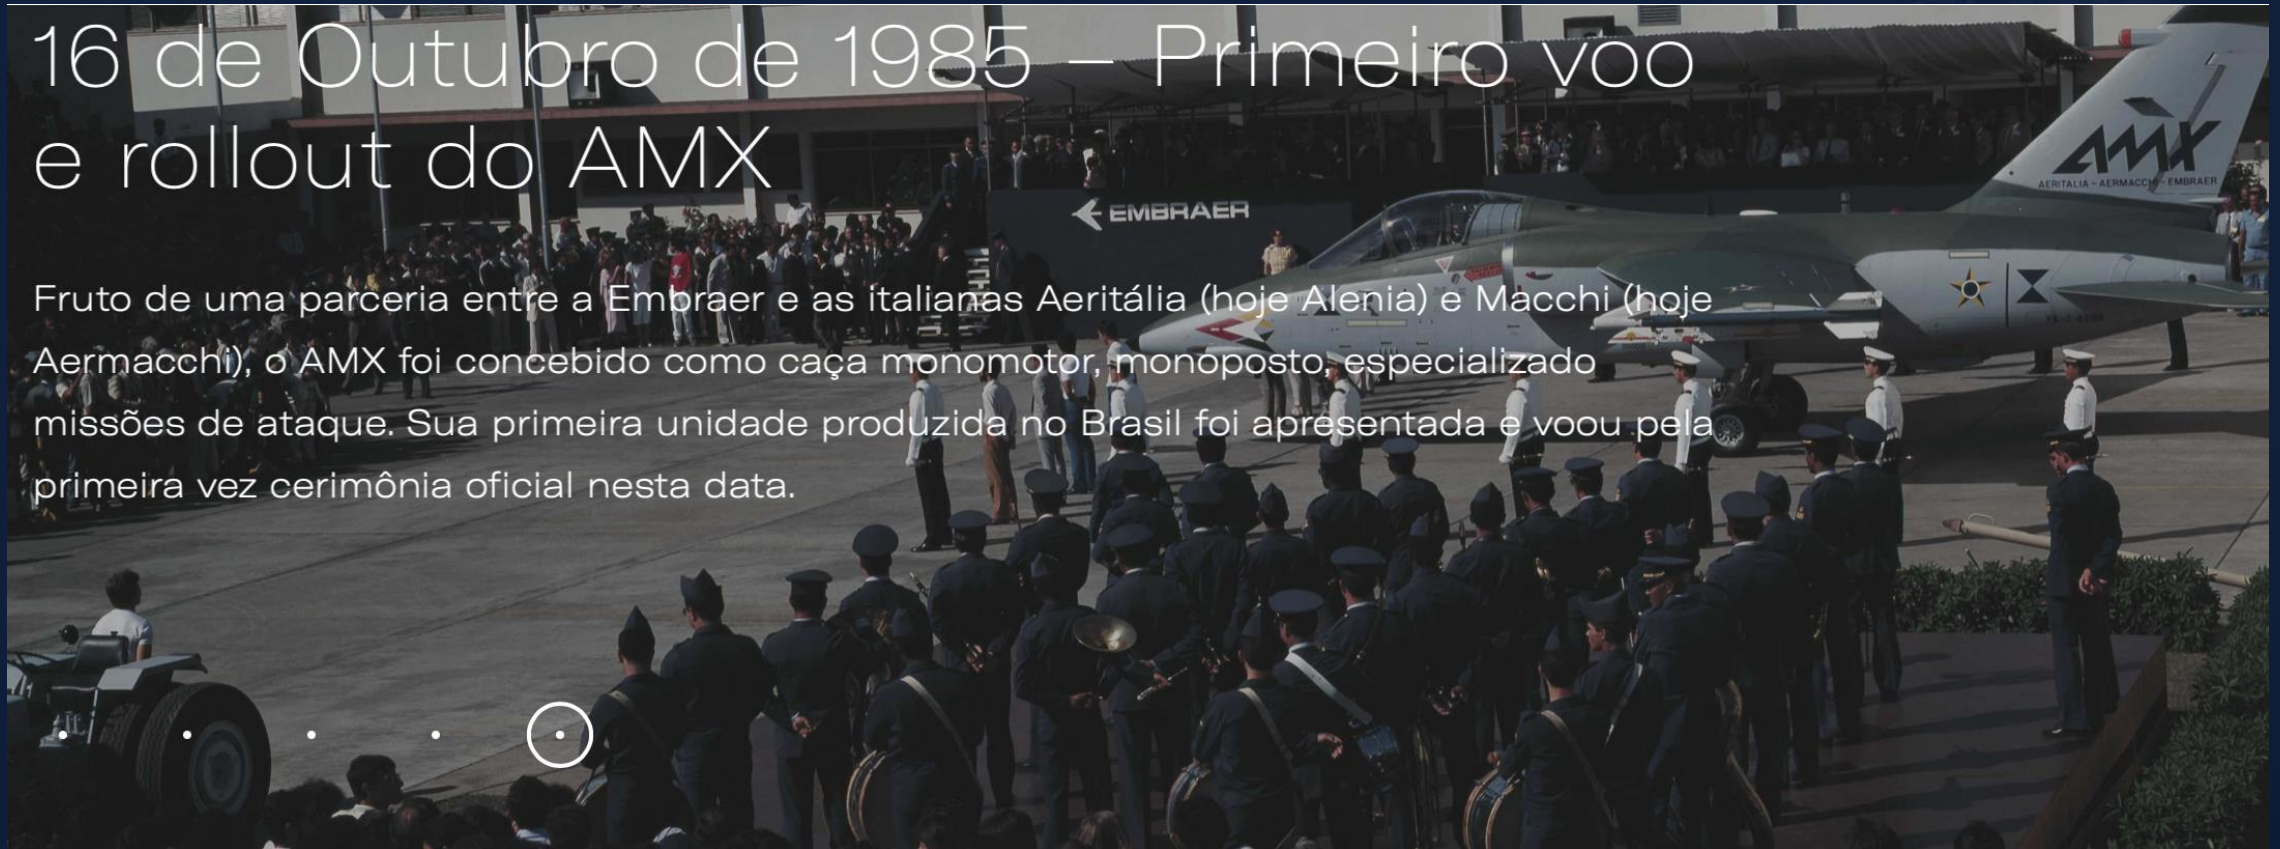 16 de Outubro de 1985 – Primeiro voo
e rollout do AMX
AMX
AERITALIA - AERMACCHI - EMBRAER
EMBRAER
Fruto de uma parceria entre a Embraer e as italianas Aeritália (hoje Alenia) e Macchi (hoje
Aermacchi), o AMX foi concebido como caça monomotor, monoposto, especializado
missões de ataque. Sua primeira unidade produzida no Brasil foi apresentada e voou pela
primeira vez cerimônia oficial nesta data.